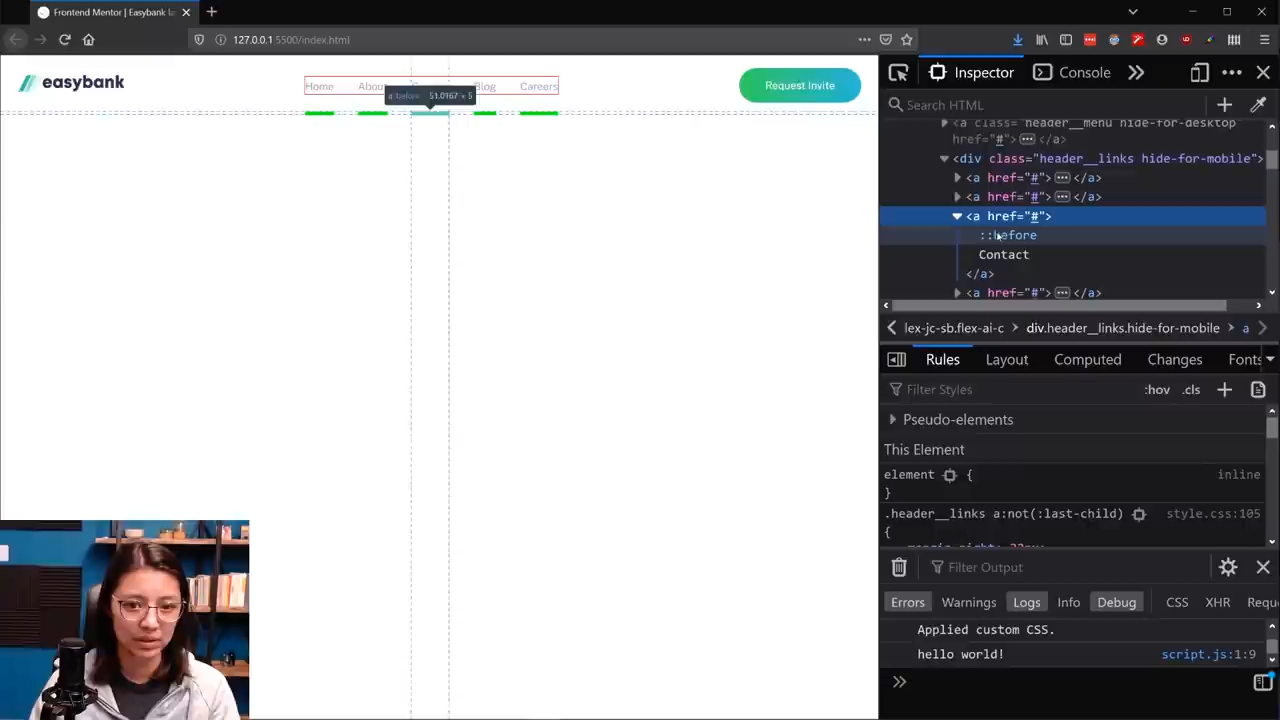 Frontend Mentor | Easybank la
127.0.0.1:5500/index.html
easybank
Home
About
Blog
Careers
a::before
51.0167 × 5
Request Invite
Inspector
Console
Search HTML
<a class="header__menu hide-for-desktop
href="#"> </a>
<div class="header__links hide-for-mobile">
<a href="#"> </a>
<a href="#"> </a>
<a href="#">
::before
Contact
</a>
<a href="#"> </a>
lex-jc-sb.flex-ai-c
div.header__links.hide-for-mobile
a
Rules
Layout
Computed
Changes
Fonts
Filter Styles
:hov
.cls
Pseudo-elements
This Element
element {
inline
}
.header__links a:not(:last-child)
style.css:105
{
Filter Output
Errors
Warnings
Logs
Info
Debug
CSS
XHR
Requ
Applied custom CSS.
hello world!
script.js:1:9